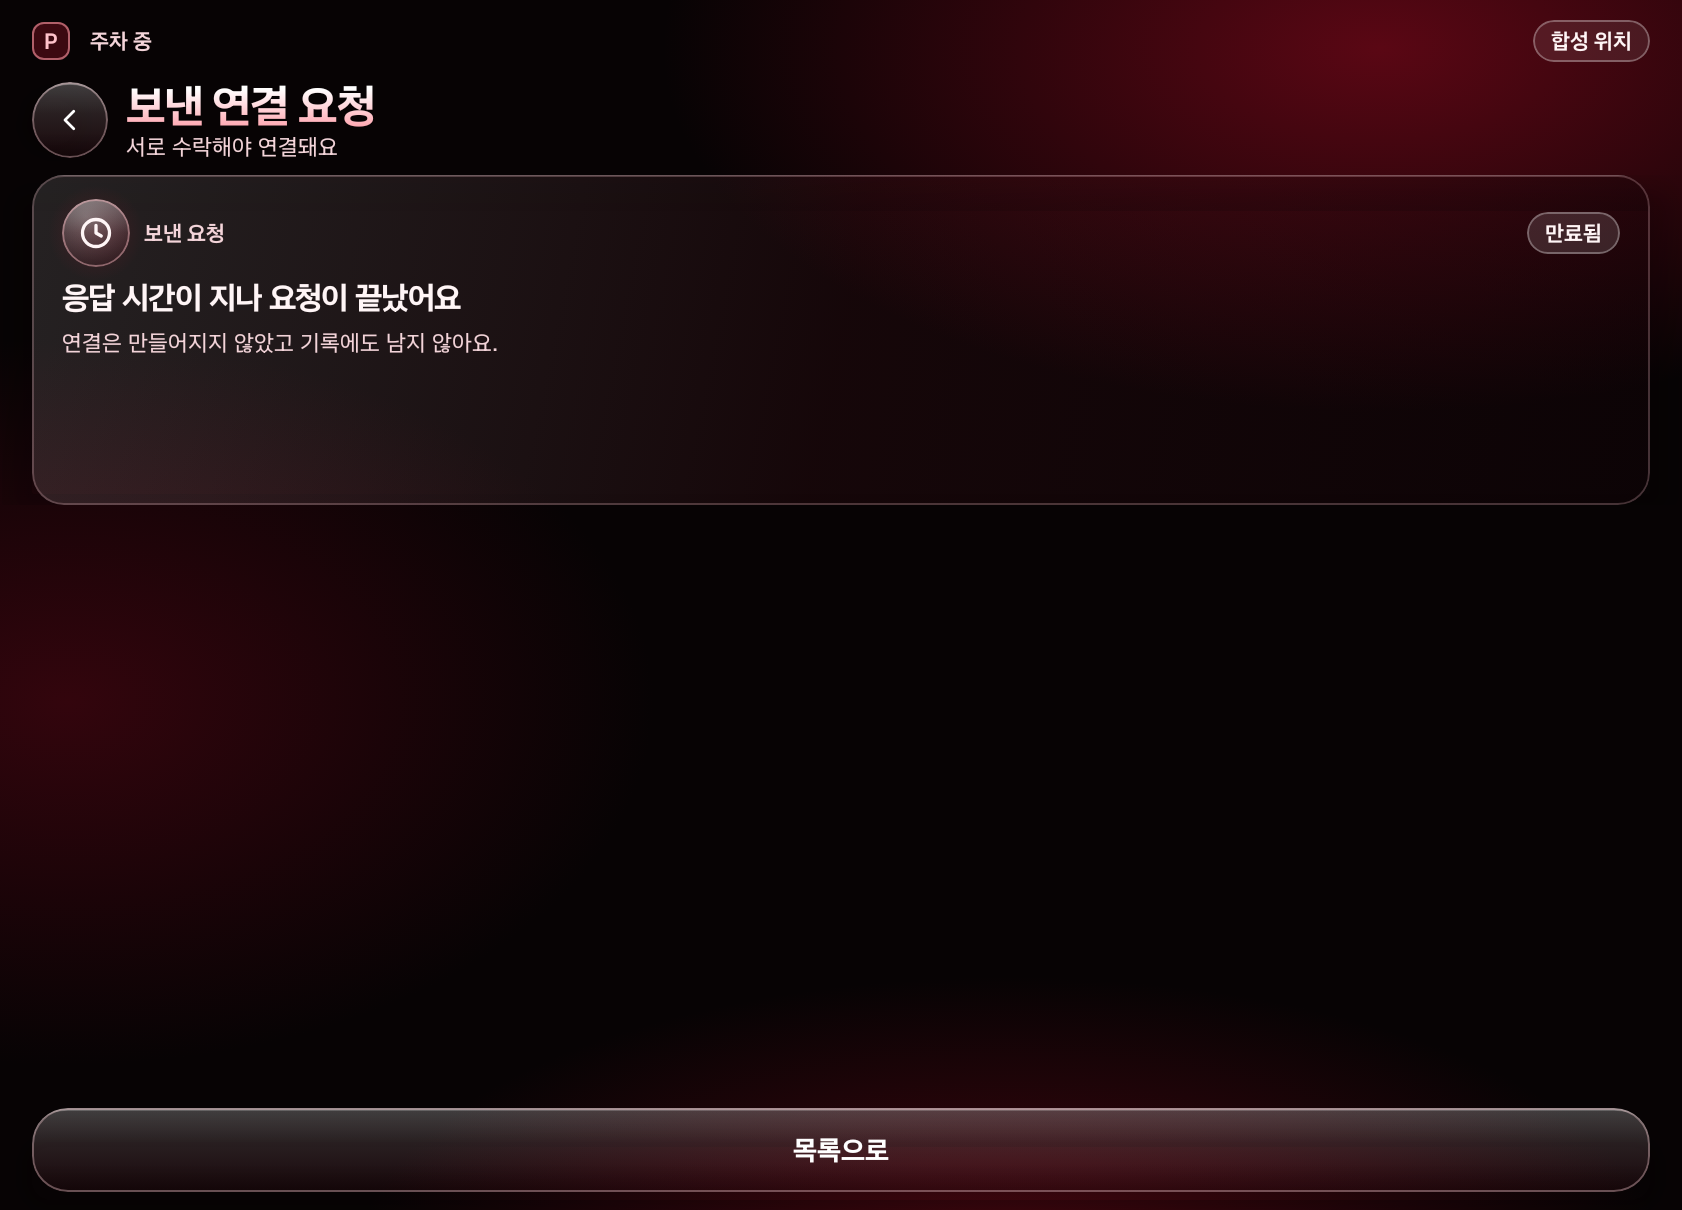 P 주차 중
합성 위치
보낸 연결 요청
서로 수락해야 연결돼요
보낸 요청
만료됨
응답 시간이 지나 요청이 끝났어요
연결은 만들어지지 않았고 기록에도 남지 않아요.
목록으로